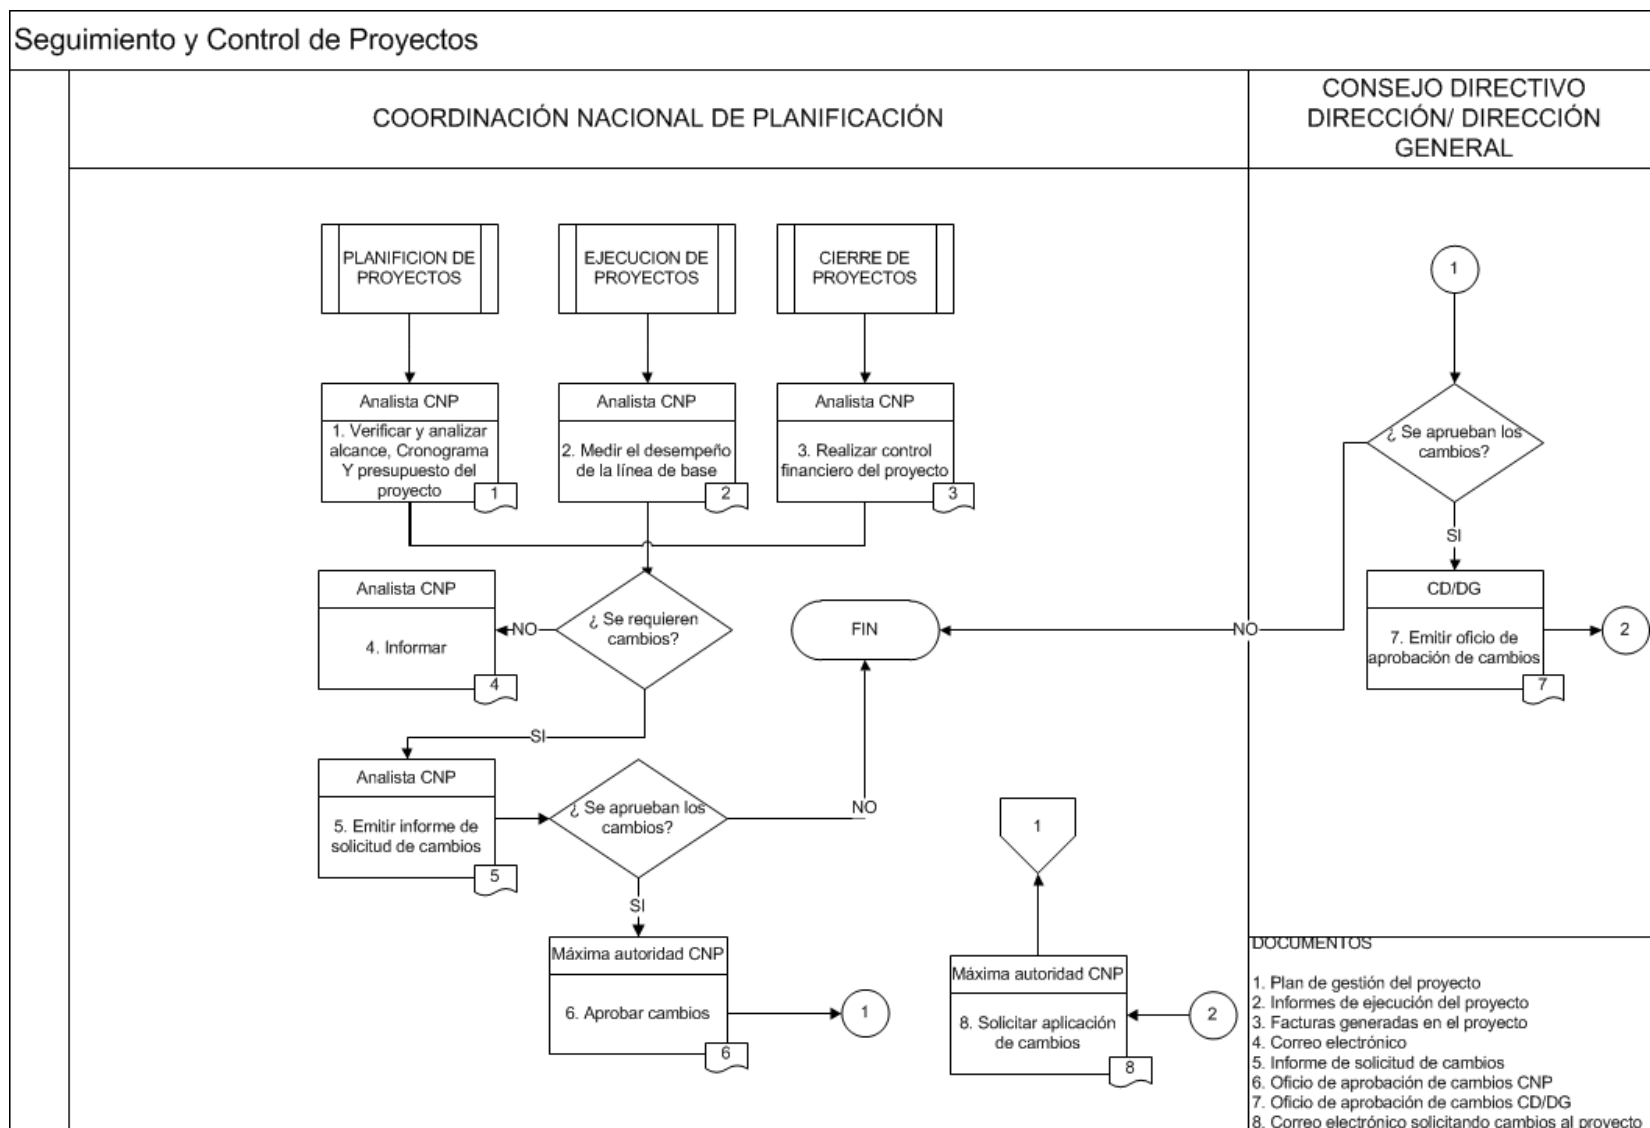 Seguimiento y Control de Proyectos
COORDINACIÓN NACIONAL DE PLANIFICACIÓN
CONSEJO DIRECTIVO
DIRECCIÓN/ DIRECCIÓN
GENERAL
PLANIFICION DE
PROYECTOS
EJECUCION DE
PROYECTOS
CIERRE DE
PROYECTOS
1
Analista CNP
1. Verificar y analizar
alcance, Cronograma
Y presupuesto del
proyecto
1
Analista CNP
2. Medir el desempeño
de la línea de base
2
Analista CNP
3. Realizar control
financiero del proyecto
3
¿ Se aprueban los
cambios?
SI
NO
CD/DG
7. Emitir oficio de
aprobación de cambios
7
2
Analista CNP
4. Informar
4
NO
¿ Se requieren
cambios?
FIN
SI
Analista CNP
5. Emitir informe de
solicitud de cambios
5
¿ Se aprueban los
cambios?
NO
SI
1
Máxima autoridad CNP
6. Aprobar cambios
6
1
Máxima autoridad CNP
8. Solicitar aplicación
de cambios
8
2
DOCUMENTOS
1. Plan de gestión del proyecto
2. Informes de ejecución del proyecto
3. Facturas generadas en el proyecto
4. Correo electrónico
5. Informe de solicitud de cambios
6. Oficio de aprobación de cambios CNP
7. Oficio de aprobación de cambios CD/DG
8. Correo electrónico solicitando cambios al proyecto